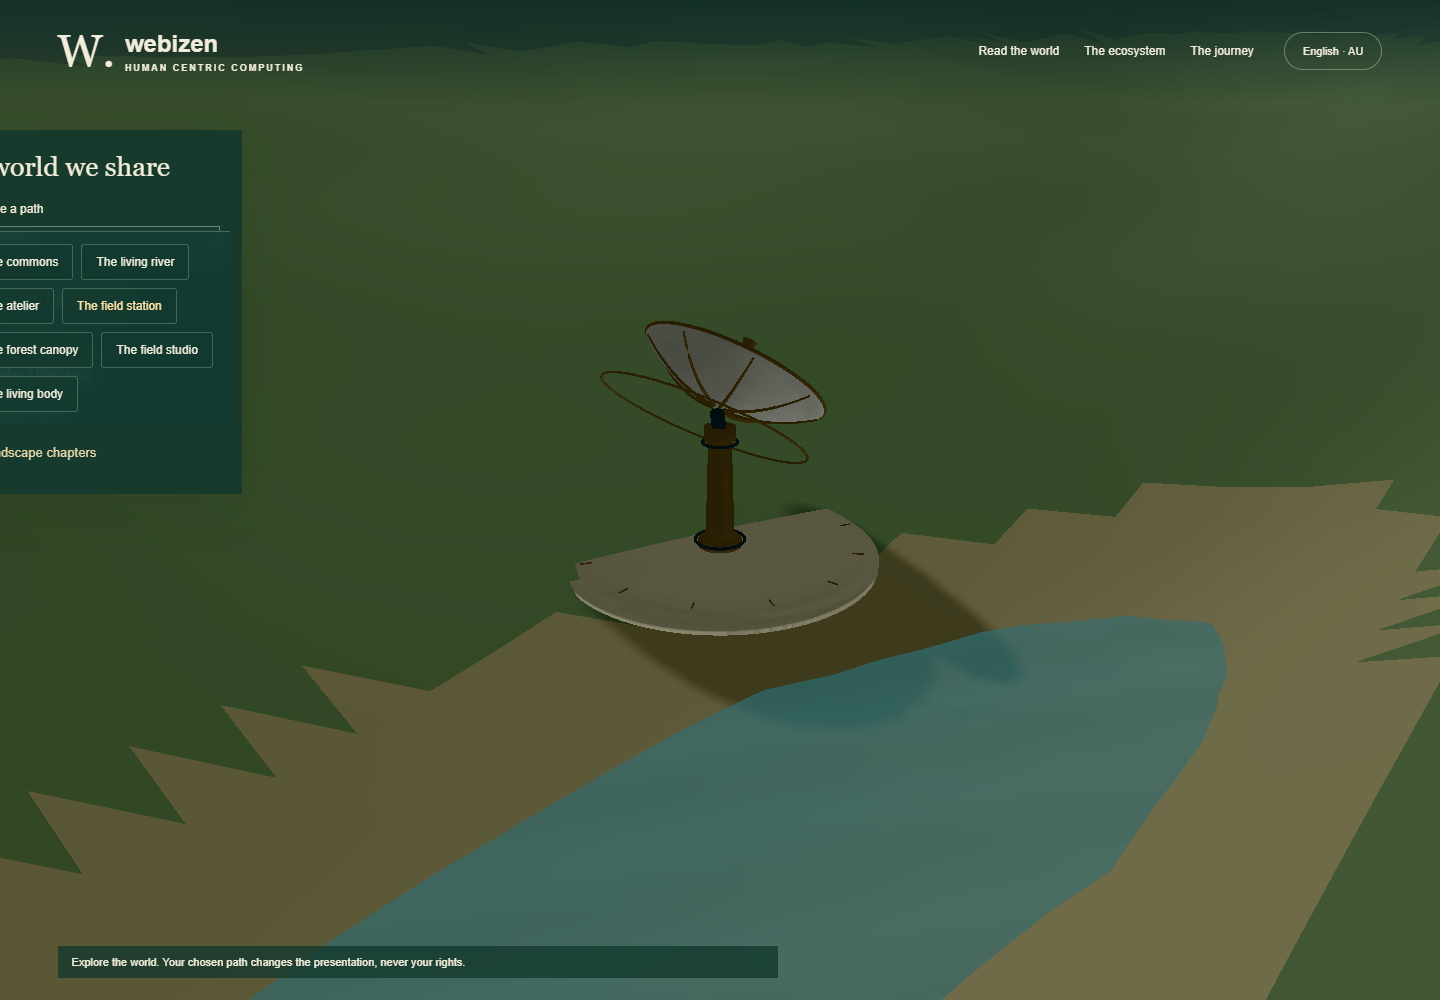 W. webizen
HUMAN CENTRIC COMPUTING
Read the world
The ecosystem
The journey
English · AU
world we share
a path
commons
The living river
atelier
The field station
forest canopy
The field studio
living body
chapters
Explore the world. Your chosen path changes the presentation, never your rights.